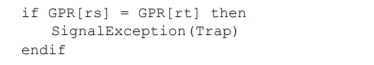 if GPR[rs] = GPR[rt] then
SignalException(Trap)
endif